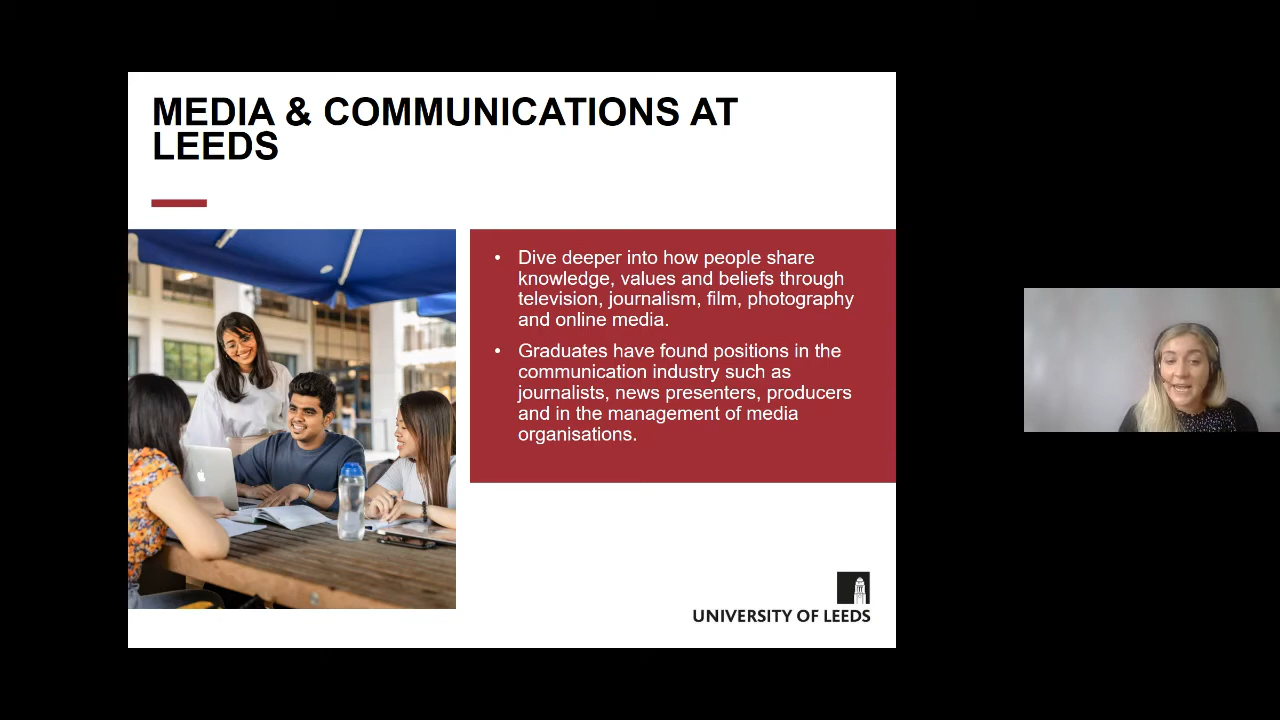 MEDIA & COMMUNICATIONS AT
LEEDS
• Dive deeper into how people share
knowledge, values and beliefs through
television, journalism, film, photography
and online media.
• Graduates have found positions in the
communication industry such as
journalists, news presenters, producers
and in the management of media
organisations.
UNIVERSITY OF LEEDS